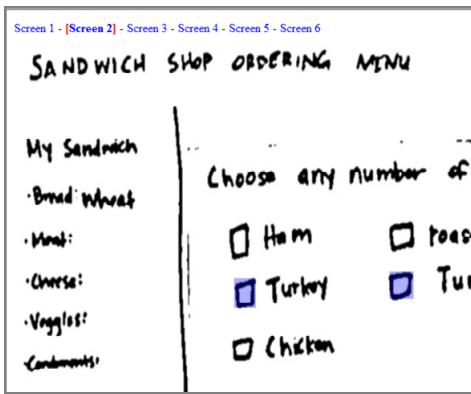 Screen 1 - [Screen 2] - Screen 3 - Screen 4 - Screen 5 - Screen 6
SANDWICH SHOP ORDERING MENU
My Sandwich
• Bread: Wheat
• Meat:
• Cheese:
• Veggies:
Condiments:
Choose any number of
Ham
Turkey
Chicken